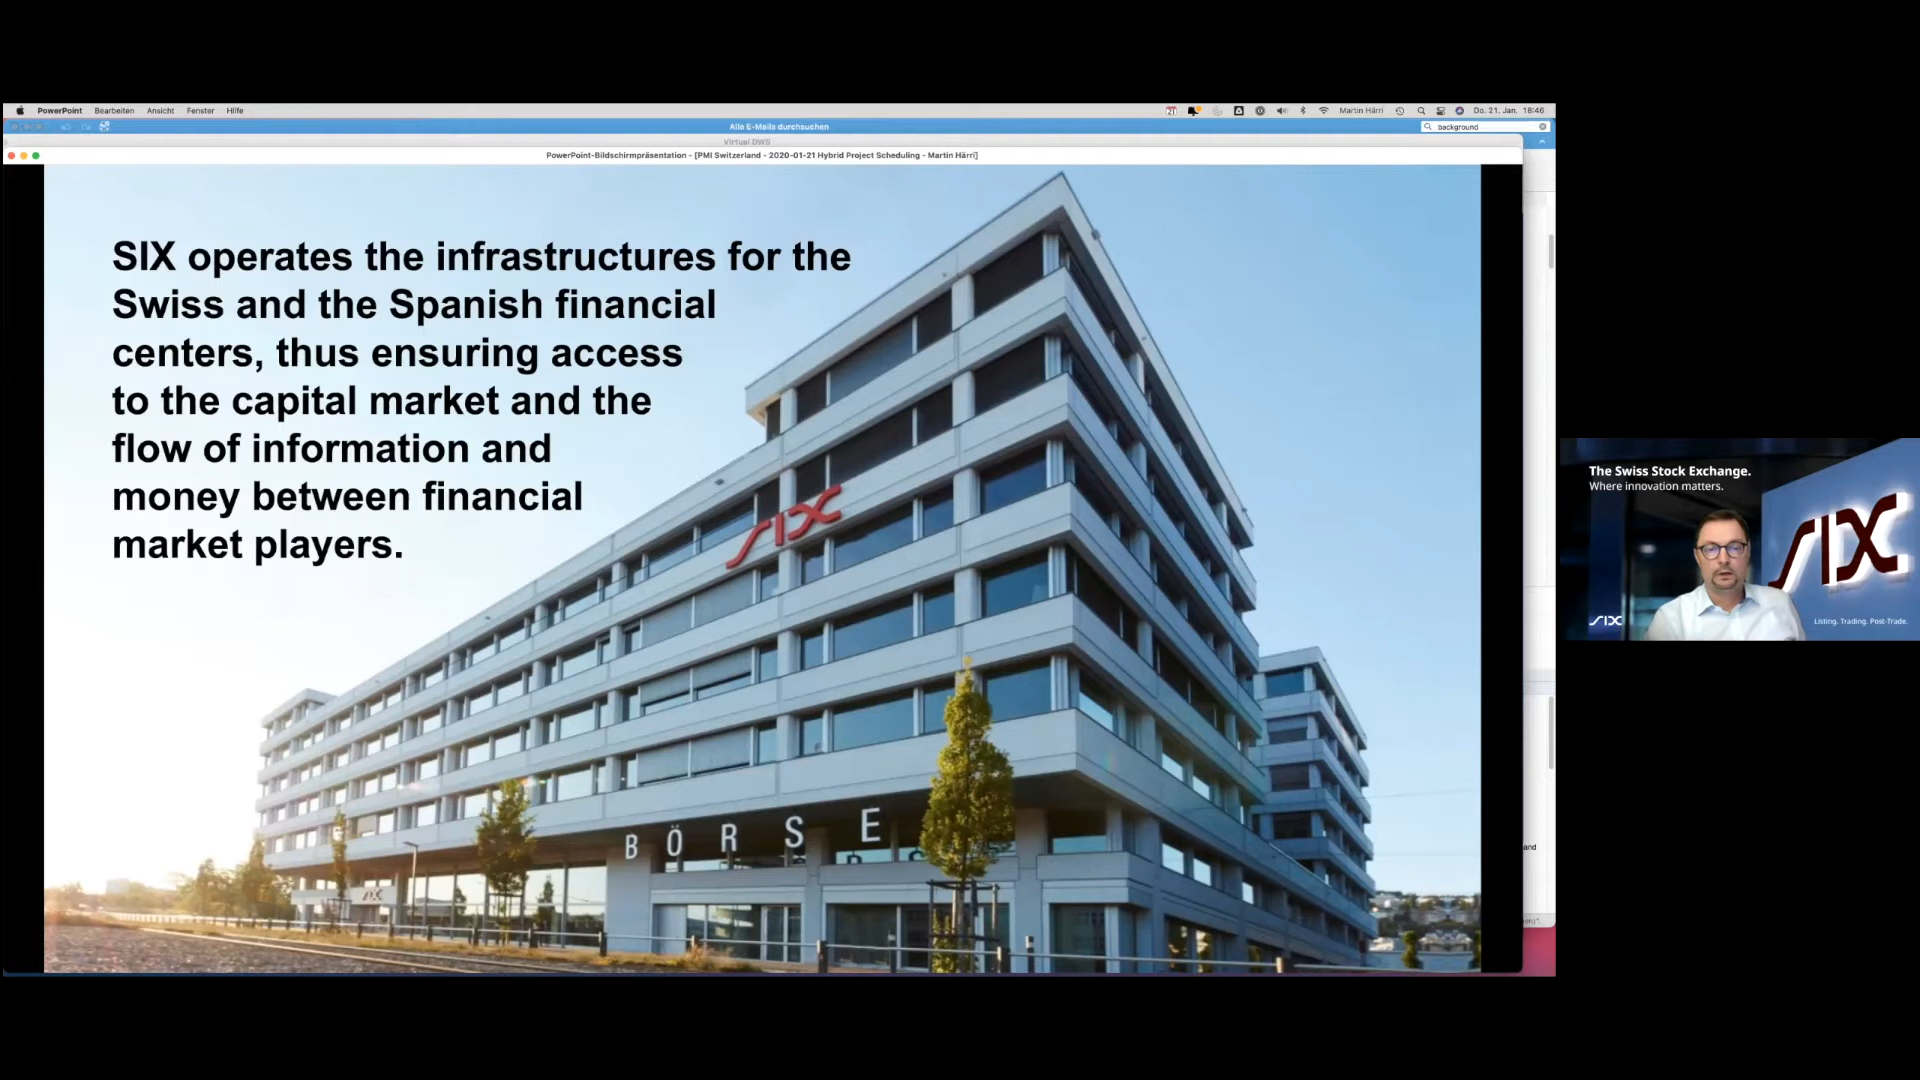 PowerPoint Bearbeiten Ansicht Fenster Hilfe
21
Martin Härri
Do. 21. Jan. 18:46
Alle E-Mails durchsuchen
background
Virtual DWS
PowerPoint-Bildschirmpräsentation - [PMI Switzerland - 2020-01-21 Hybrid Project Scheduling - Martin Härri]
SIX operates the infrastructures for the
Swiss and the Spanish financial
centers, thus ensuring access
to the capital market and the
flow of information and
money between financial
market players.
SIX
BÖRSE
SIX
and
The Swiss Stock Exchange.
Where innovation matters.
SIX
SIX
Listing. Trading. Post-Trade.